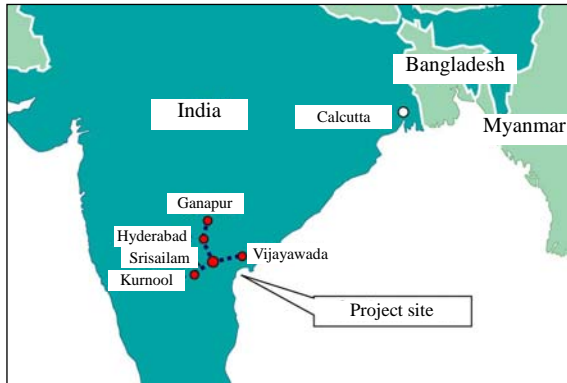 Bangladesh
India
Calcutta
Myanmar
Ganapur
Hyderabad
Srisailam
Vijayawada
Kurnool
Project site